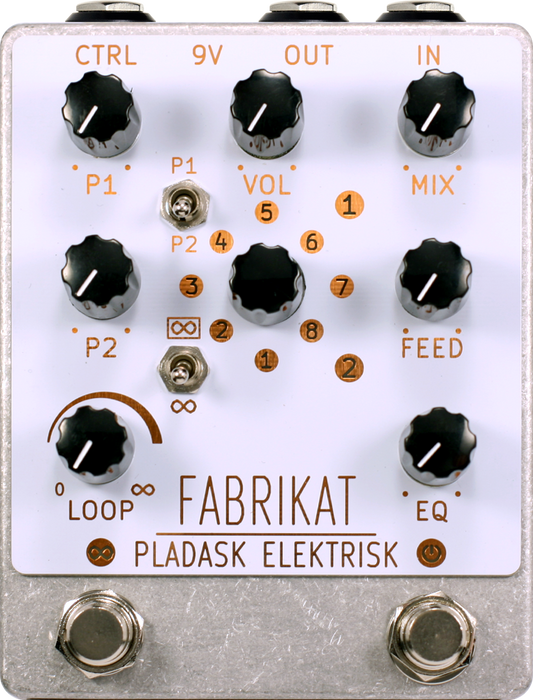 CTRL 9V OUT IN
P1 VOL MIX
P1
P2
5 1
4 6
3 7
2 8
1 2
∞
∞
P2 FEED
0 LOOP ∞
EQ
FABRIKAT
∞ PLADASK ELEKTRISK